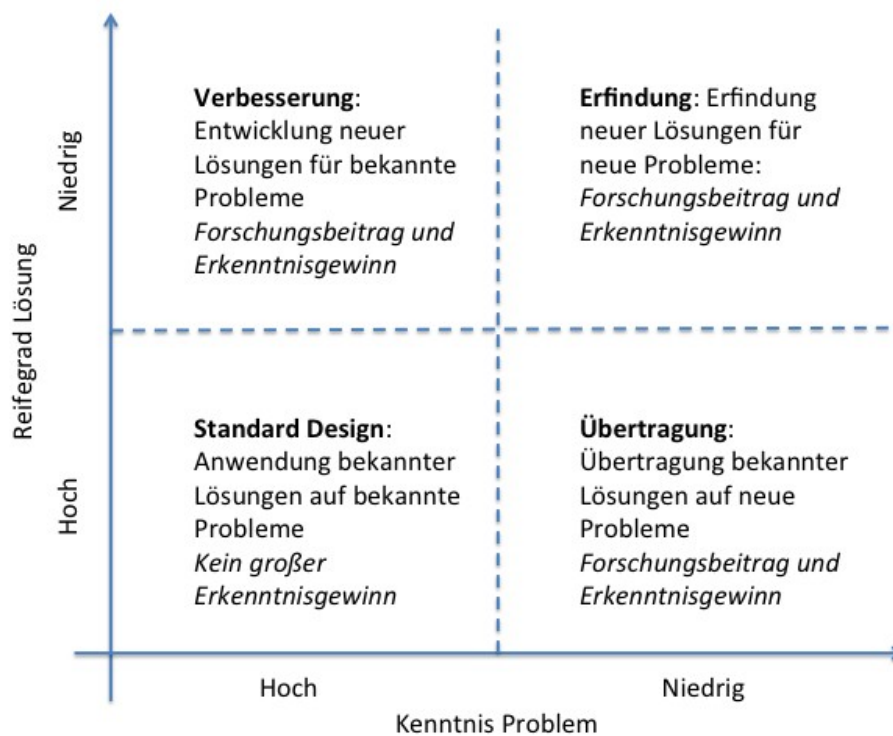 Reifegrad Lösung
Niedrig
Verbesserung:
Entwicklung neuer
Lösungen für bekannte
Probleme
Forschungsbeitrag und
Erkenntnisgewinn
Erfindung: Erfindung
neuer Lösungen für
neue Probleme:
Forschungsbeitrag und
Erkenntnisgewinn
Hoch
Standard Design:
Anwendung bekannter
Lösungen auf bekannte
Probleme
Kein großer
Erkenntnisgewinn
Übertragung:
Übertragung bekannter
Lösungen auf neue
Probleme
Forschungsbeitrag und
Erkenntnisgewinn
Hoch
Niedrig
Kenntnis Problem